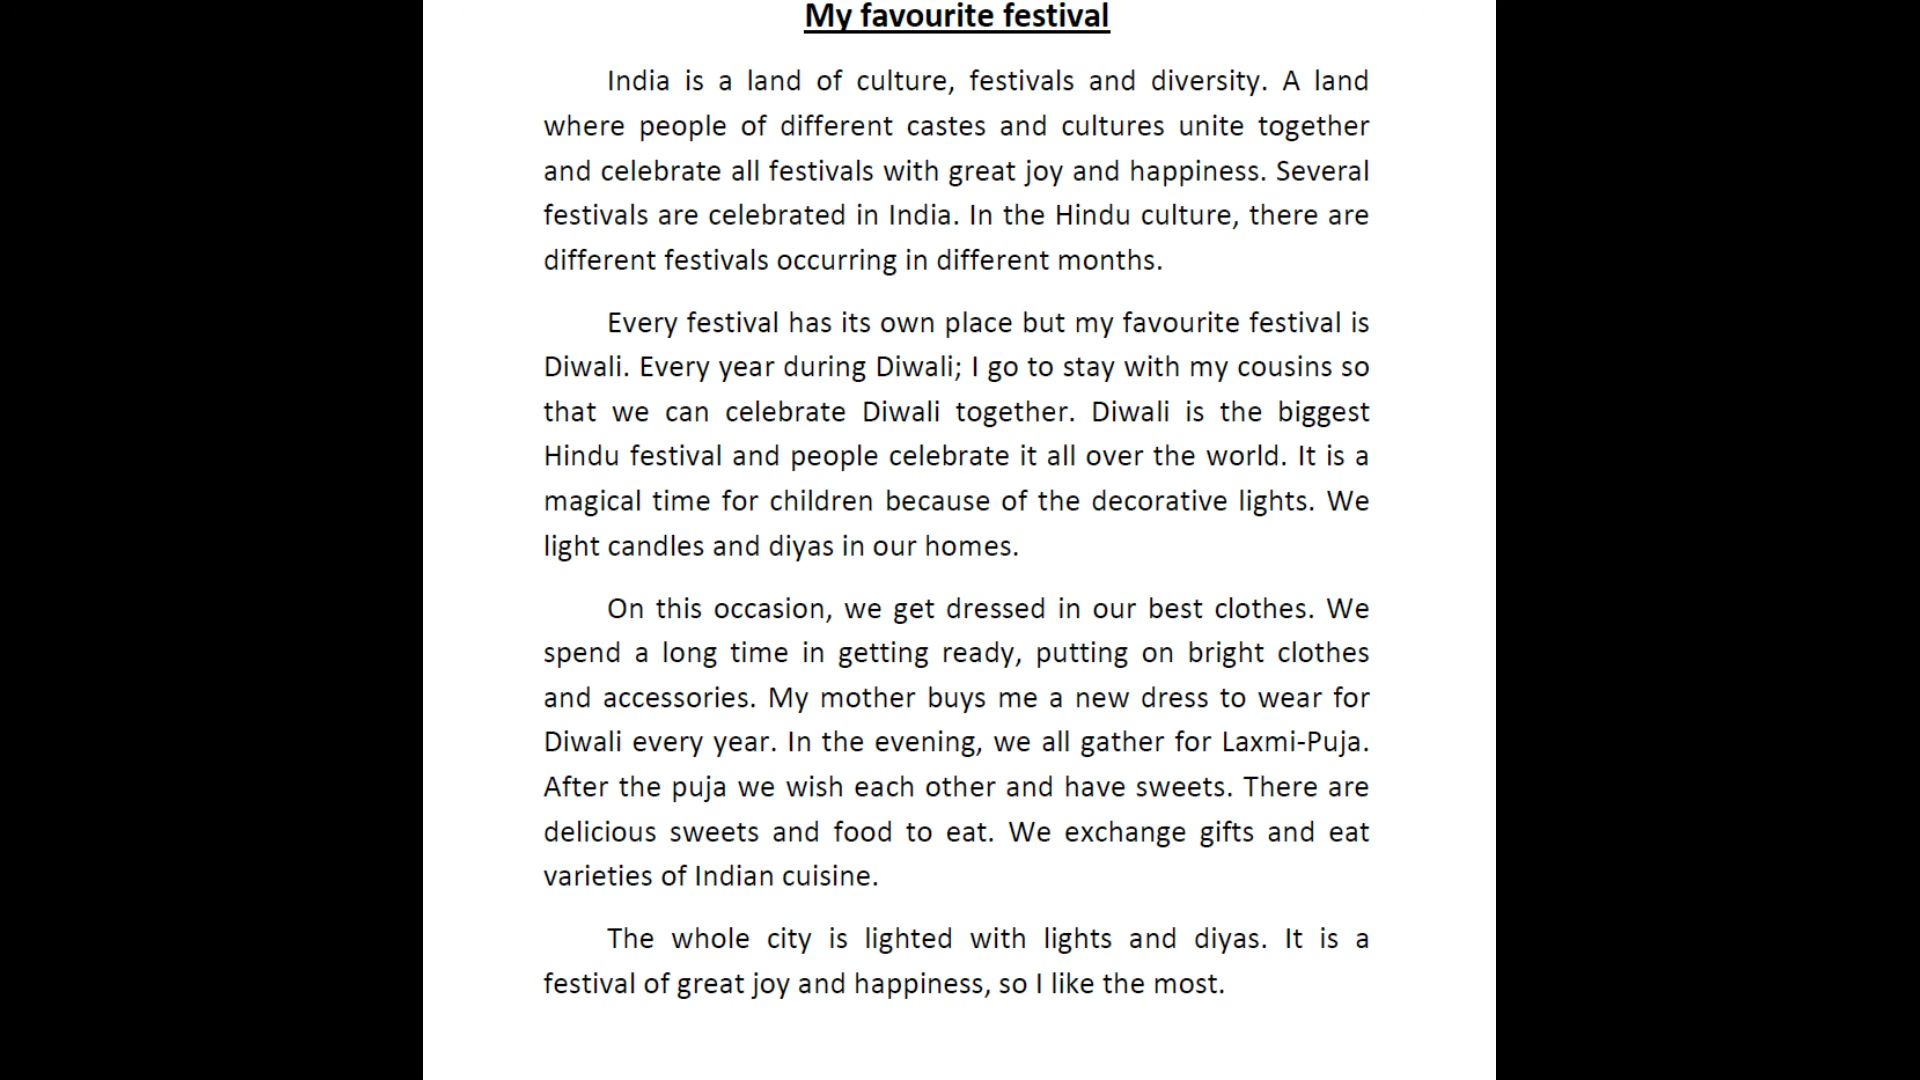 My favourite festival
India is a land of culture, festivals and diversity. A land
where people of different castes and cultures unite together
and celebrate all festivals with great joy and happiness. Several
festivals are celebrated in India. In the Hindu culture, there are
different festivals occurring in different months.
Every festival has its own place but my favourite festival is
Diwali. Every year during Diwali; I go to stay with my cousins so
that we can celebrate Diwali together. Diwali is the biggest
Hindu festival and people celebrate it all over the world. It is a
magical time for children because of the decorative lights. We
light candles and diyas in our homes.
On this occasion, we get dressed in our best clothes. We
spend a long time in getting ready, putting on bright clothes
and accessories. My mother buys me a new dress to wear for
Diwali every year. In the evening, we all gather for Laxmi-Puja.
After the puja we wish each other and have sweets. There are
delicious sweets and food to eat. We exchange gifts and eat
varieties of Indian cuisine.
The whole city is lighted with lights and diyas. It is a
festival of great joy and happiness, so I like the most.